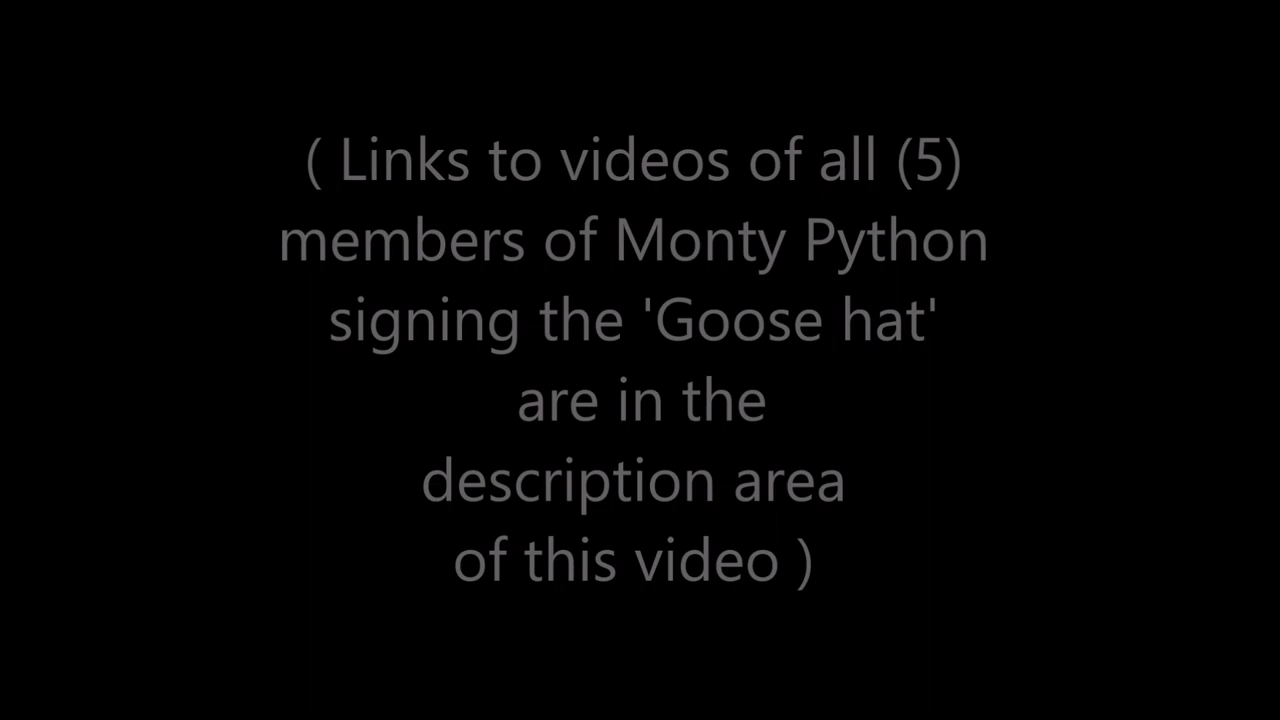 ( Links to videos of all (5)
members of Monty Python
signing the 'Goose hat'
are in the
description area
of this video )